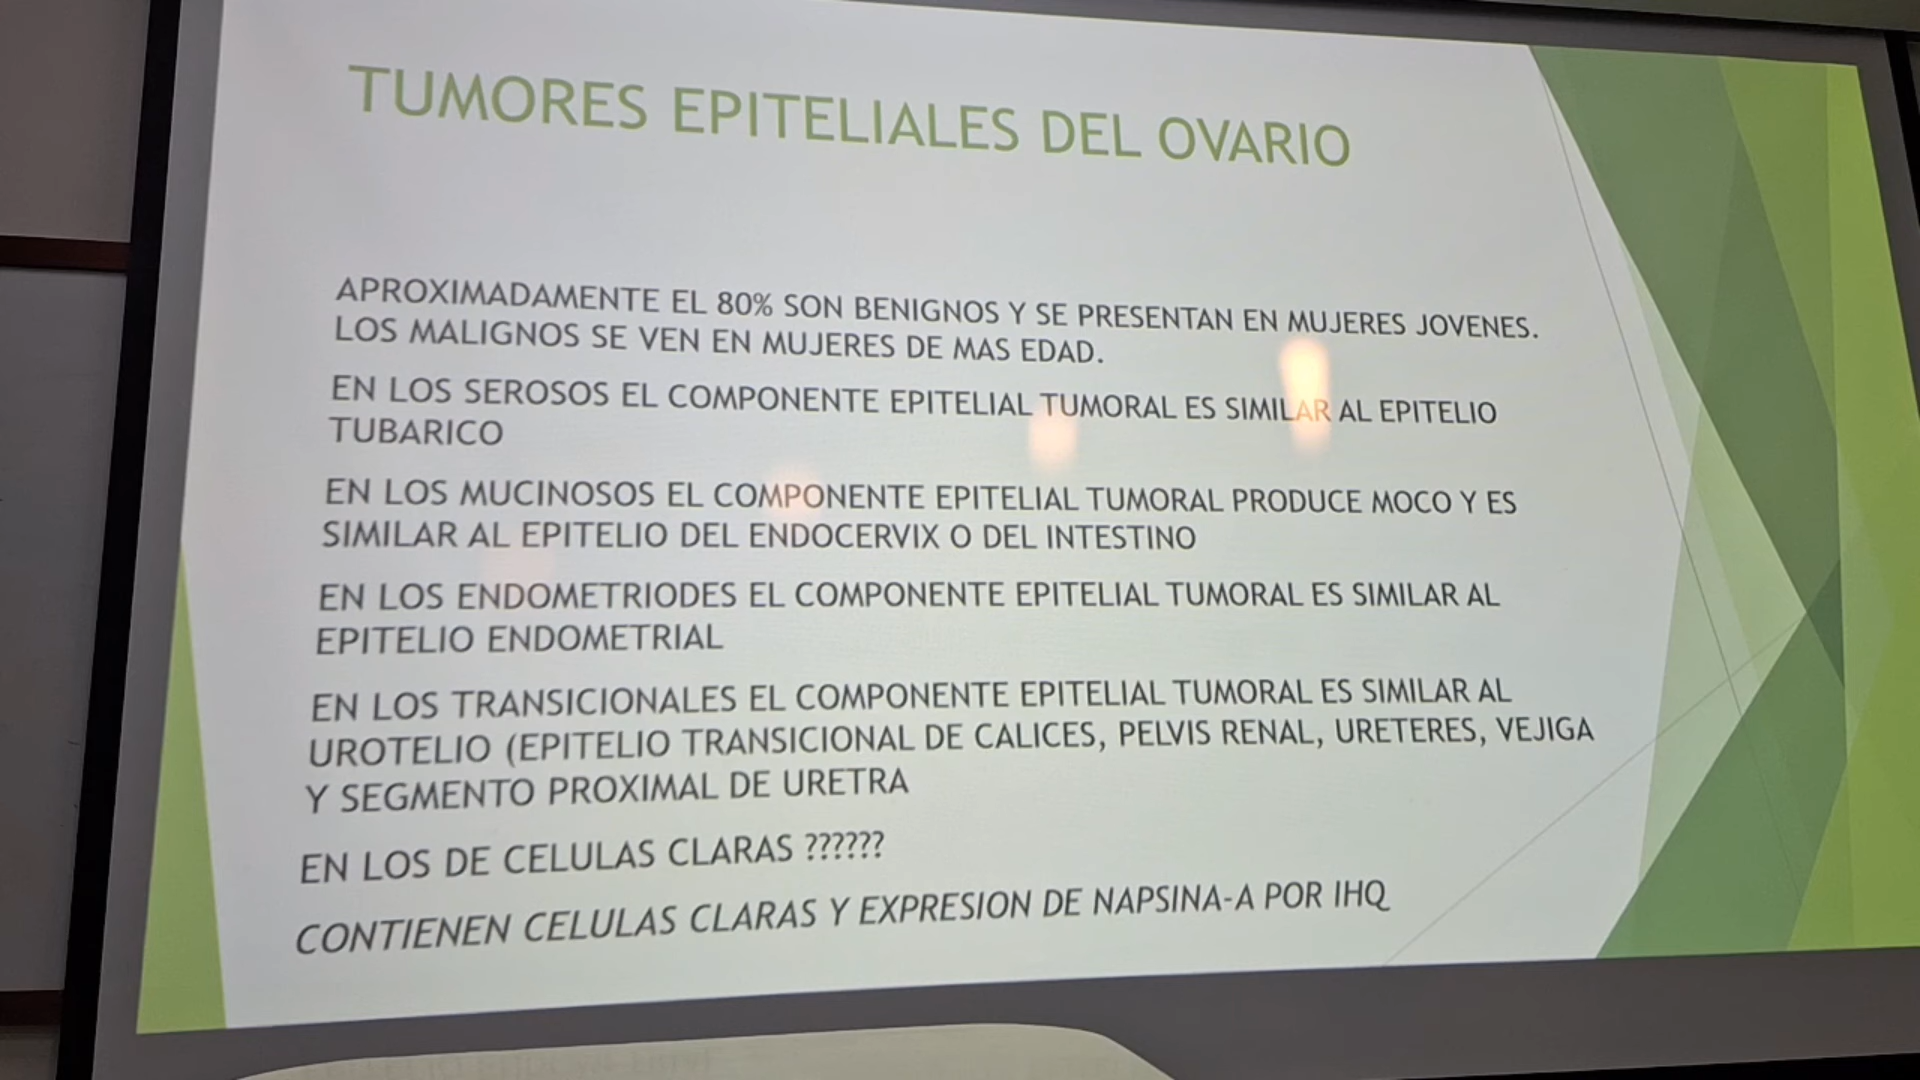 TUMORES EPITELIALES DEL OVARIO
APROXIMADAMENTE EL 80% SON BENIGNOS Y SE PRESENTAN EN MUJERES JOVENES.
LOS MALIGNOS SE VEN EN MUJERES DE MAS EDAD.
EN LOS SEROSOS EL COMPONENTE EPITELIAL TUMORAL ES SIMILAR AL EPITELIO
TUBARICO
EN LOS MUCINOSOS EL COMPONENTE EPITELIAL TUMORAL PRODUCE MOCO Y ES
SIMILAR AL EPITELIO DEL ENDOCERVIX O DEL INTESTINO
EN LOS ENDOMETRIODES EL COMPONENTE EPITELIAL TUMORAL ES SIMILAR AL
EPITELIO ENDOMETRIAL
EN LOS TRANSICIONALES EL COMPONENTE EPITELIAL TUMORAL ES SIMILAR AL
UROTELIO (EPITELIO TRANSICIONAL DE CALICES, PELVIS RENAL, URETERES, VEJIGA
Y SEGMENTO PROXIMAL DE URETRA
EN LOS DE CELULAS CLARAS ??????
CONTIENEN CELULAS CLARAS Y EXPRESION DE NAPSINA-A POR IHQ